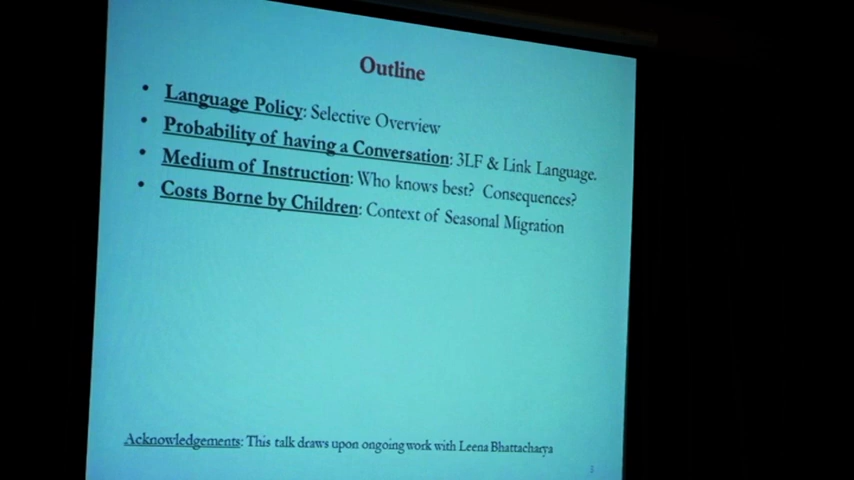 Outline
• Language Policy: Selective Overview
• Probability of having a Conversation: 3LF & Link Language.
• Medium of Instruction: Who knows best? Consequences?
• Costs Borne by Children: Context of Seasonal Migration
Acknowledgements: This talk draws upon ongoing work with Leena Bhattacharya